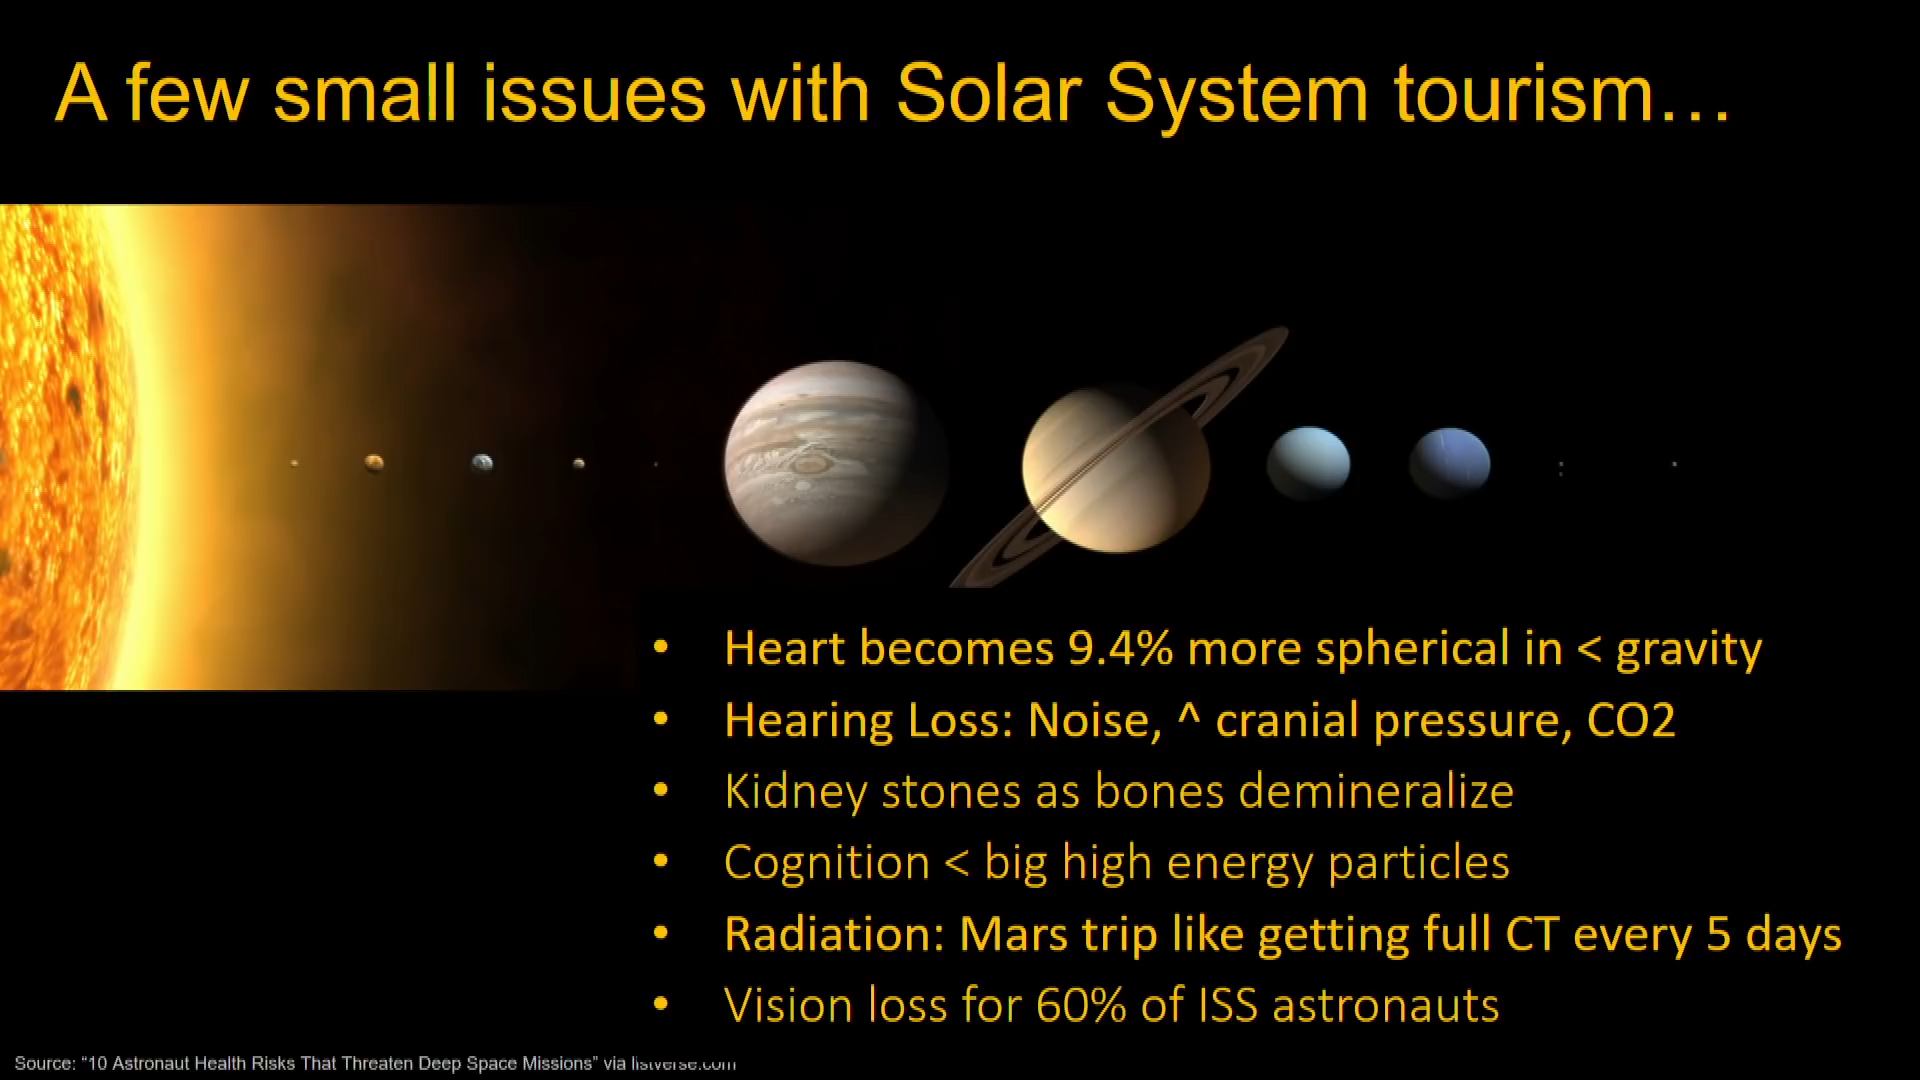 A few small issues with Solar System tourism…
• Heart becomes 9.4% more spherical in < gravity
• Hearing Loss: Noise, ^ cranial pressure, CO2
• Kidney stones as bones demineralize
• Cognition < big high energy particles
• Radiation: Mars trip like getting full CT every 5 days
• Vision loss for 60% of ISS astronauts
Source: “10 Astronaut Health Risks That Threaten Deep Space Missions” via listverse.com